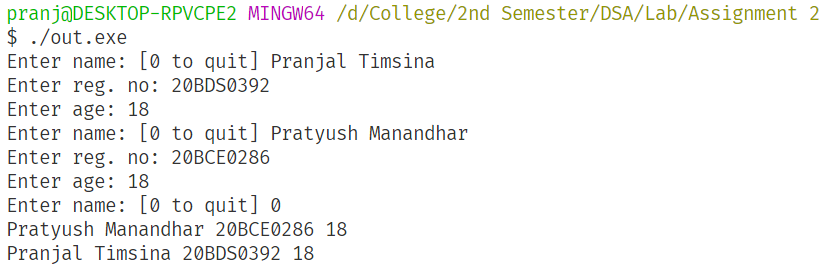 pranj@DESKTOP-RPVCPE2 MINGW64 /d/College/2nd Semester/DSA/Lab/Assignment 2
$ ./out.exe
Enter name: [0 to quit] Pranjal Timsina
Enter reg. no: 20BDS0392
Enter age: 18
Enter name: [0 to quit] Pratyush Manandhar
Enter reg. no: 20BCE0286
Enter age: 18
Enter name: [0 to quit] 0
Pratyush Manandhar 20BCE0286 18
Pranjal Timsina 20BDS0392 18